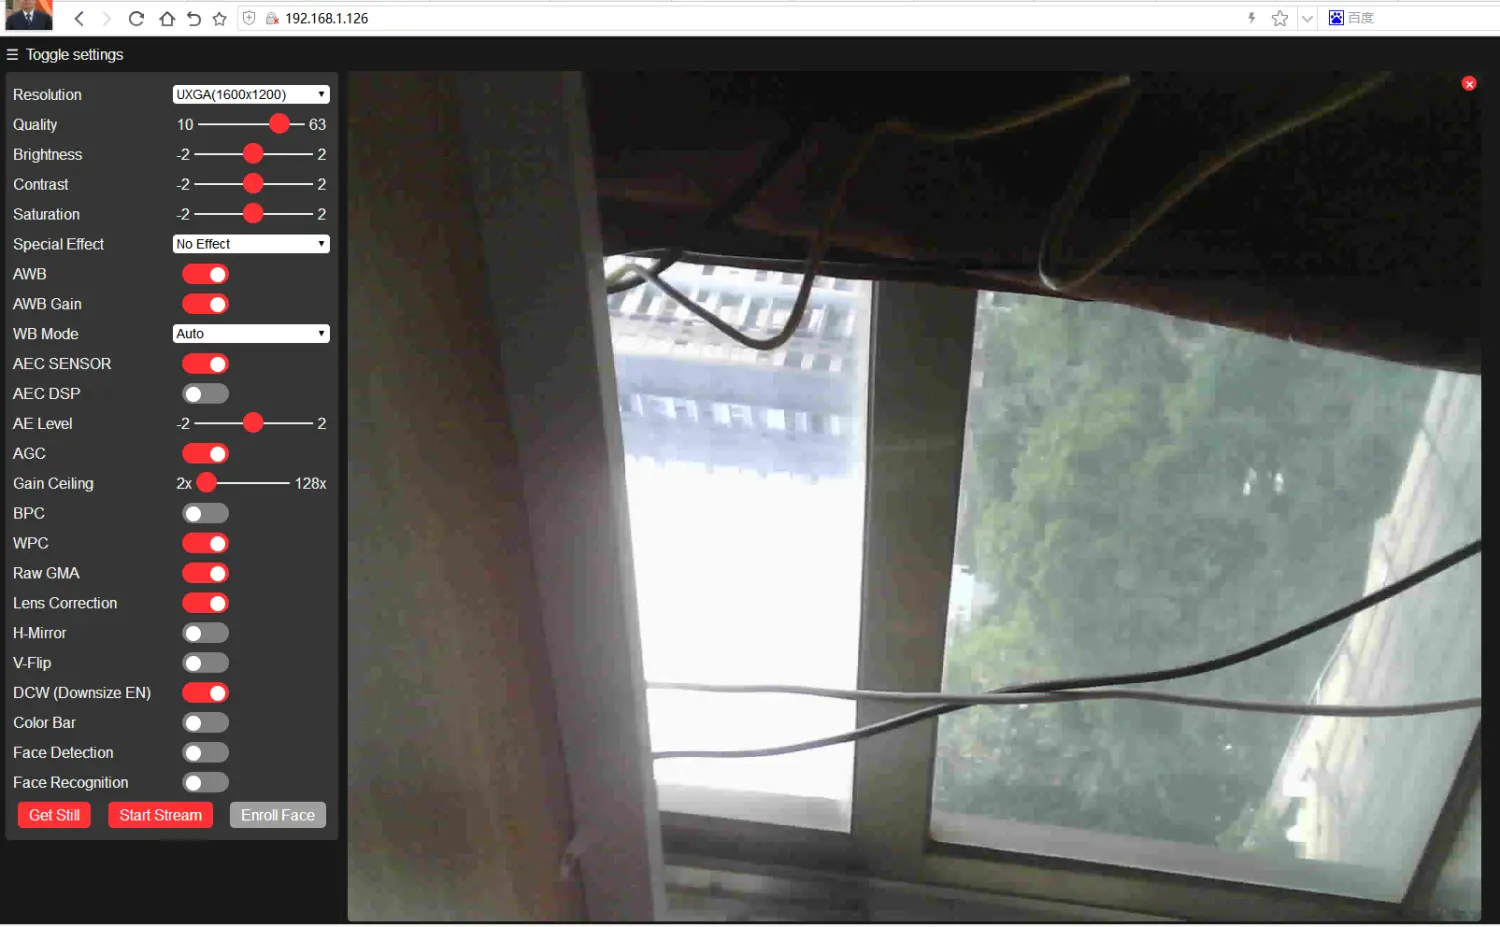 192.168.1.126
百度
☰ Toggle settings
Resolution UXGA(1600x1200)
Quality 10 63
Brightness -2 2
Contrast -2 2
Saturation -2 2
Special Effect No Effect
AWB
AWB Gain
WB Mode Auto
AEC SENSOR
AEC DSP
AE Level -2 2
AGC
Gain Ceiling 2x 128x
BPC
WPC
Raw GMA
Lens Correction
H-Mirror
V-Flip
DCW (Downsize EN)
Color Bar
Face Detection
Face Recognition
Get Still Start Stream Enroll Face